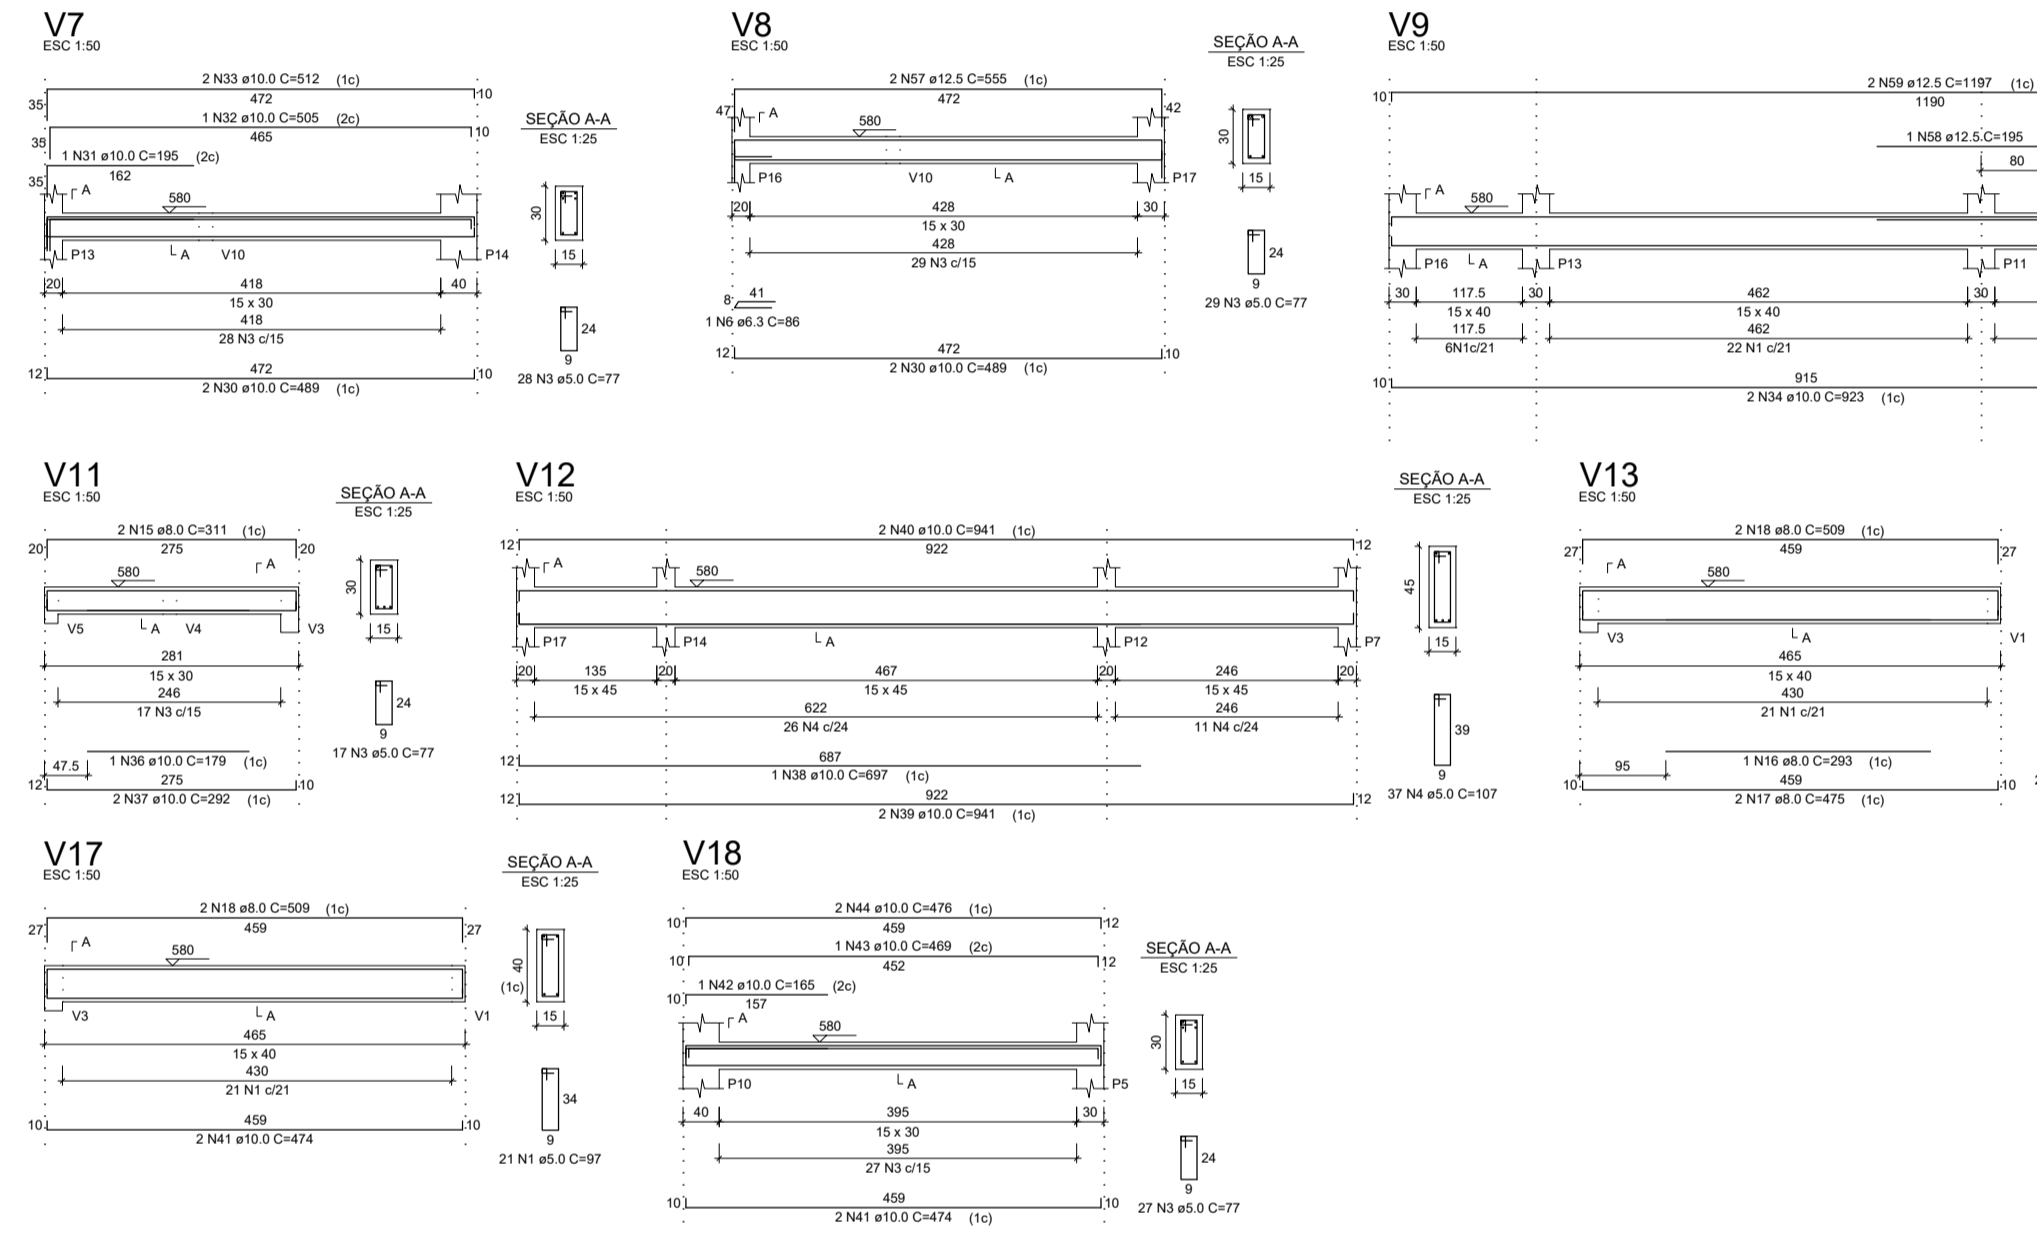 V7
ESC 1:50
2 N33 ø10.0 C=512 (1c)
35
472
10
1 N32 ø10.0 C=505 (2c)
35
465
10
1 N31 ø10.0 C=195 (2c)
35
162
A
580
P13
A
V10
P14
20
418
40
15 x 30
418
28 N3 c/15
12
472
10
2 N30 ø10.0 C=489 (1c)
SEÇÃO A-A
ESC 1:25
30
15
24
9
28 N3 ø5.0 C=77
V8
ESC 1:50
2 N57 ø12.5 C=555 (1c)
47
472
42
A
580
P16
V10
A
P17
20
428
30
15 x 30
428
29 N3 c/15
8
41
1 N6 ø6.3 C=86
12
472
10
2 N30 ø10.0 C=489 (1c)
SEÇÃO A-A
ESC 1:25
30
15
24
9
29 N3 ø5.0 C=77
V9
ESC 1:50
2 N59 ø12.5 C=1197 (1c)
10
1190
1 N58 ø12.5 C=195
80
A
580
P16
A
P13
P11
30
117.5
30
462
30
15 x 40
15 x 40
117.5
462
6N1c/21
22 N1 c/21
10
915
2 N34 ø10.0 C=923 (1c)
V11
ESC 1:50
2 N15 ø8.0 C=311 (1c)
20
275
20
A
580
V5
A
V4
V3
281
15 x 30
246
17 N3 c/15
47.5
1 N36 ø10.0 C=179 (1c)
12
275
10
2 N37 ø10.0 C=292 (1c)
SEÇÃO A-A
ESC 1:25
30
15
24
9
17 N3 ø5.0 C=77
V12
ESC 1:50
2 N40 ø10.0 C=941 (1c)
12
922
12
A
580
P17
P14
A
P12
P7
20
135
20
467
20
246
20
15 x 45
15 x 45
15 x 45
622
246
26 N4 c/24
11 N4 c/24
12
687
1 N38 ø10.0 C=697 (1c)
12
922
12
2 N39 ø10.0 C=941 (1c)
SEÇÃO A-A
ESC 1:25
45
15
39
9
37 N4 ø5.0 C=107
V13
ESC 1:50
2 N18 ø8.0 C=509 (1c)
27
459
27
A
580
V3
A
V1
465
15 x 40
430
21 N1 c/21
95
1 N16 ø8.0 C=293 (1c)
10
459
10
2 N17 ø8.0 C=475 (1c)
V17
ESC 1:50
2 N18 ø8.0 C=509 (1c)
27
459
27
A
580
V3
A
V1
465
15 x 40
430
21 N1 c/21
10
459
10
2 N41 ø10.0 C=474
SEÇÃO A-A
ESC 1:25
40
(1c)
15
34
9
21 N1 ø5.0 C=97
V18
ESC 1:50
2 N44 ø10.0 C=476 (1c)
10
459
12
1 N43 ø10.0 C=469 (2c)
10
452
12
1 N42 ø10.0 C=165 (2c)
10
157
A
580
P10
A
P5
40
395
30
15 x 30
395
27 N3 c/15
10
459
10
2 N41 ø10.0 C=474 (1c)
SEÇÃO A-A
ESC 1:25
30
15
24
9
27 N3 ø5.0 C=77